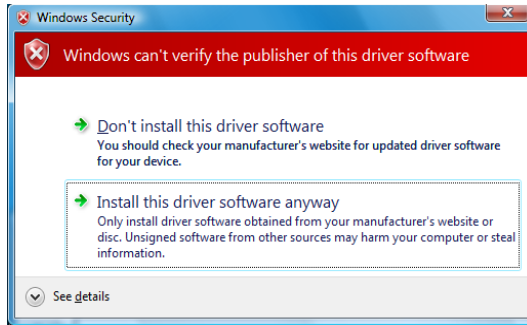 Windows Security
Windows can't verify the publisher of this driver software
Don't install this driver software
You should check your manufacturer's website for updated driver software
for your device.
Install this driver software anyway
Only install driver software obtained from your manufacturer's website or
disc. Unsigned software from other sources may harm your computer or steal
information.
See details